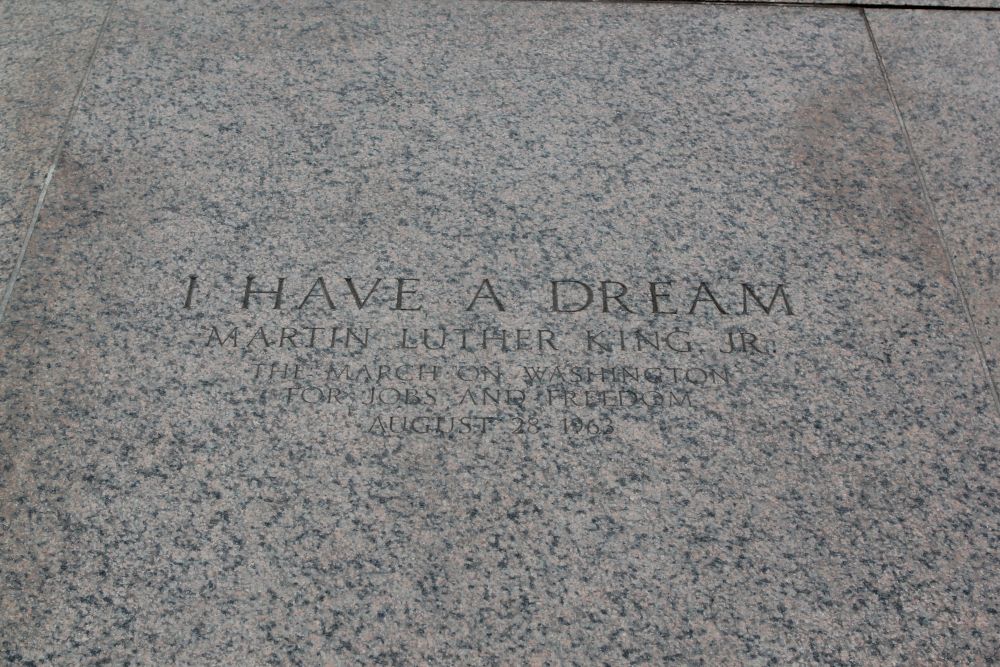 I HAVE A DREAM
MARTIN LUTHER KING, JR.
THE MARCH ON WASHINGTON
FOR JOBS AND FREEDOM
AUGUST 28, 1963